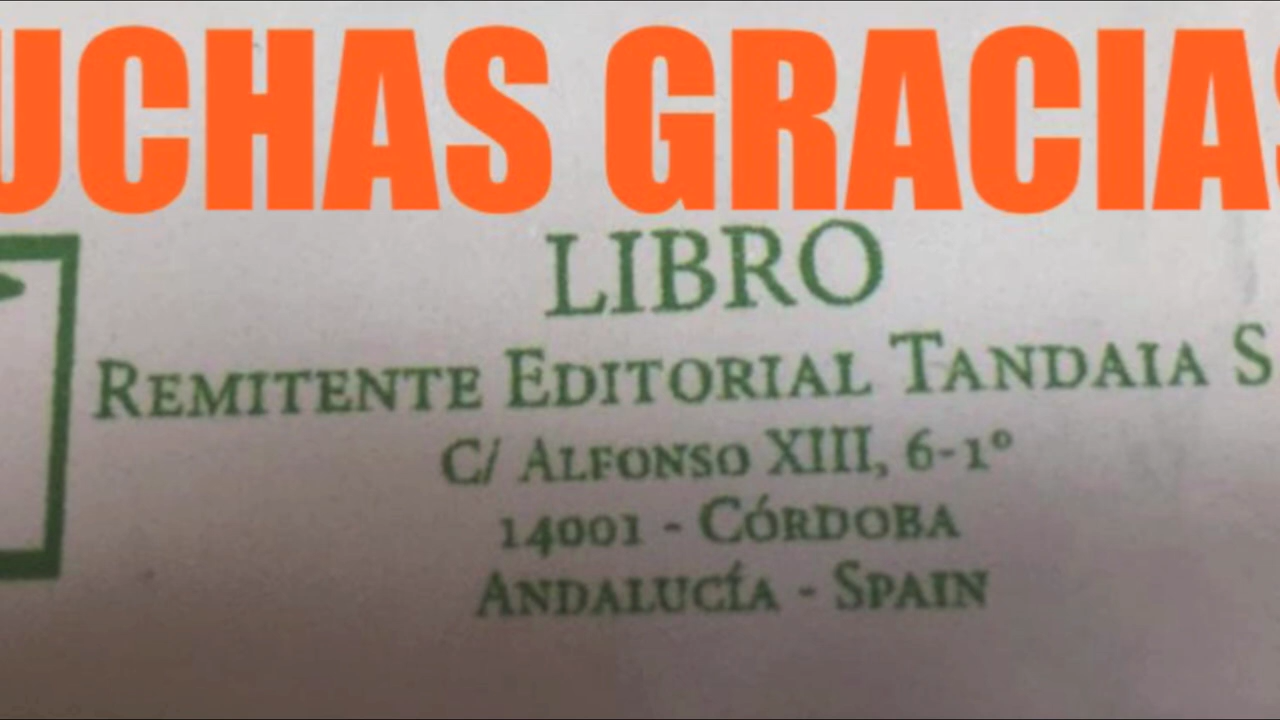 UCHAS GRACIAS
LIBRO
REMITENTE EDITORIAL TANDAIA S
C/ ALFONSO XIII, 6-1º
14001 - CÓRDOBA
ANDALUCÍA - SPAIN